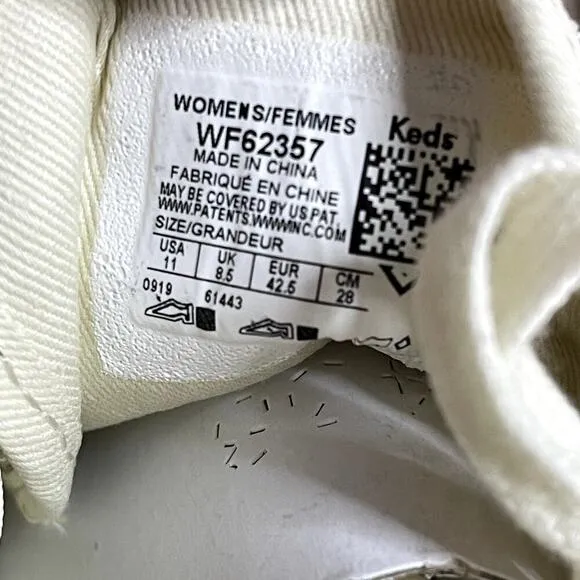 WOMENS/FEMMES
Keds
WF62357
MADE IN CHINA
FABRIQUÉ EN CHINE
MAY BE COVERED BY US PAT.
WWW.PATENTS.WWWINC.COM
SIZE/GRANDEUR
USA UK EUR CM
11 8.5 42.5 28
0919 61443